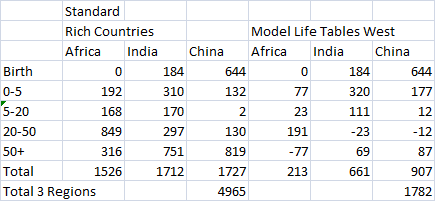 Standard
Rich Countries Model Life Tables West
Africa India China Africa India China
Birth 0 184 644 0 184 644
0-5 192 310 132 77 320 177
5-20 168 170 2 23 111 12
20-50 849 297 130 191 -23 -12
50+ 316 751 819 -77 69 87
Total 1526 1712 1727 213 661 907
Total 3 Regions 4965 1782